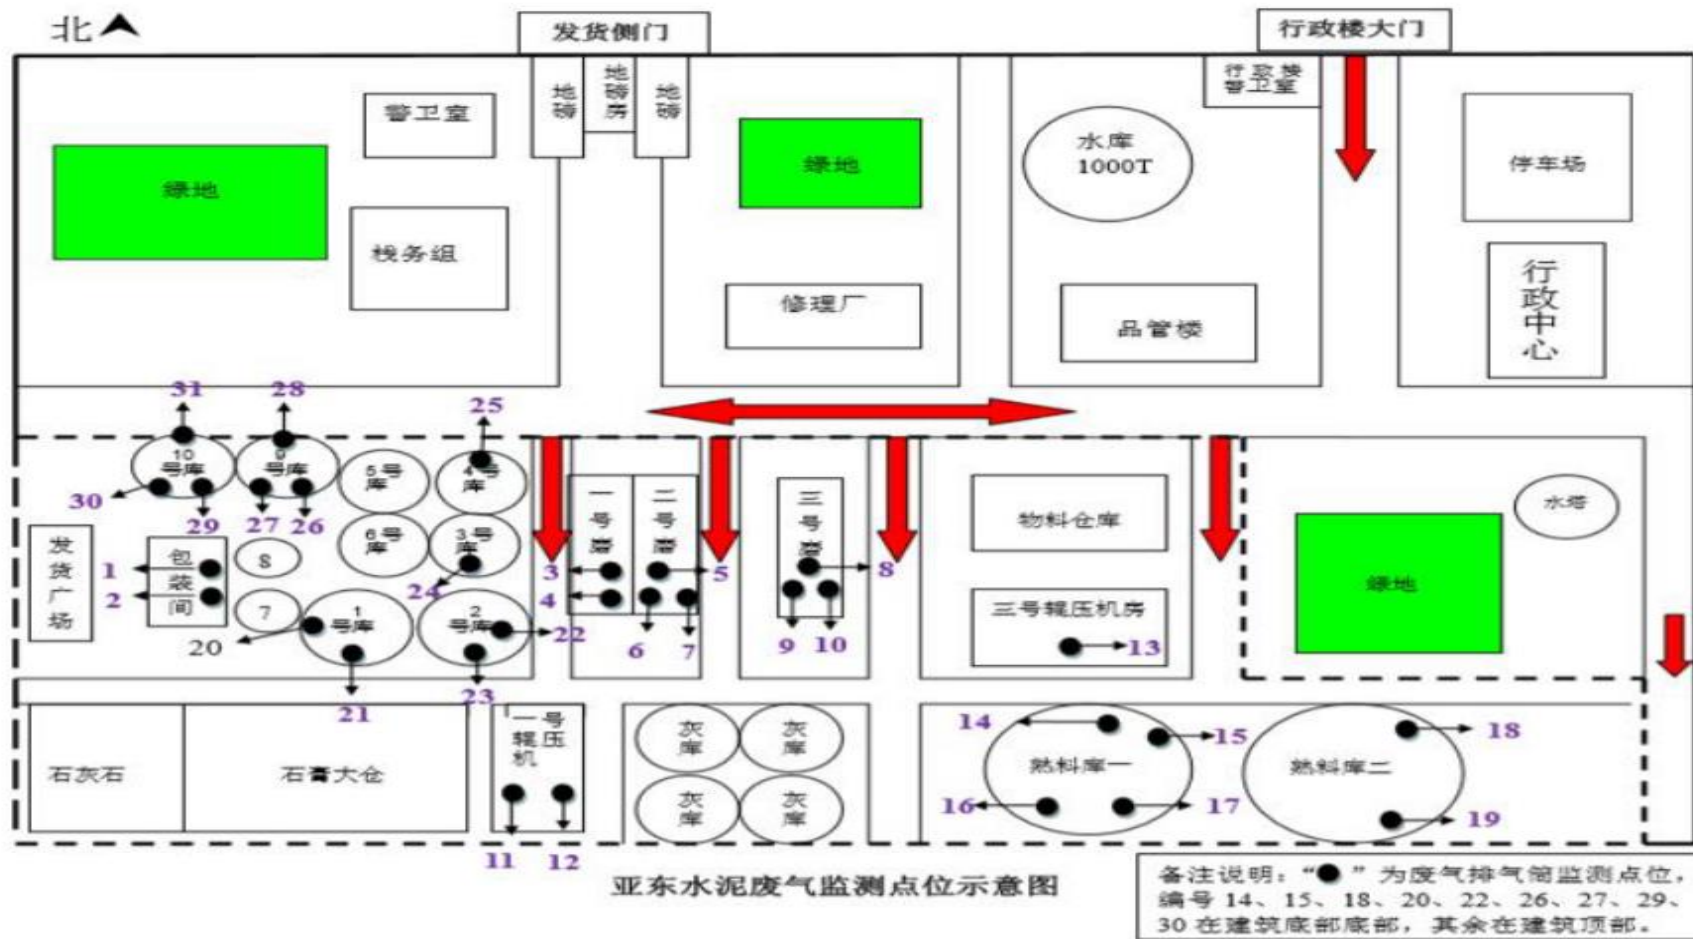 北
发货侧门
行政楼大门
地磅
地磅房
地磅
行政楼
警卫室
警卫室
绿地
绿地
水库
1000T
停车场
栈务组
修理厂
品管楼
行政中心
31
28
25
10
号库
9
号库
5号
库
4号
库
30
29
27
26
6号
库
3号
库
24
一号磨
二号磨
三号磨
物料仓库
水塔
绿地
发货广场
包装间
1
2
8
7
1
号库
2
号库
20
21
22
23
3
4
5
6
7
8
9
10
三号辊压机房
13
石灰石
石膏大仓
一号
辊压
机
11
12
灰库
灰库
灰库
灰库
14
15
熟料库一
16
17
18
熟料库二
19
亚东水泥废气监测点位示意图
备注说明：“● ”为废气排气筒监测点位，
编号 14、15、18、20、22、26、27、29、
30 在建筑底部底部，其余在建筑顶部。